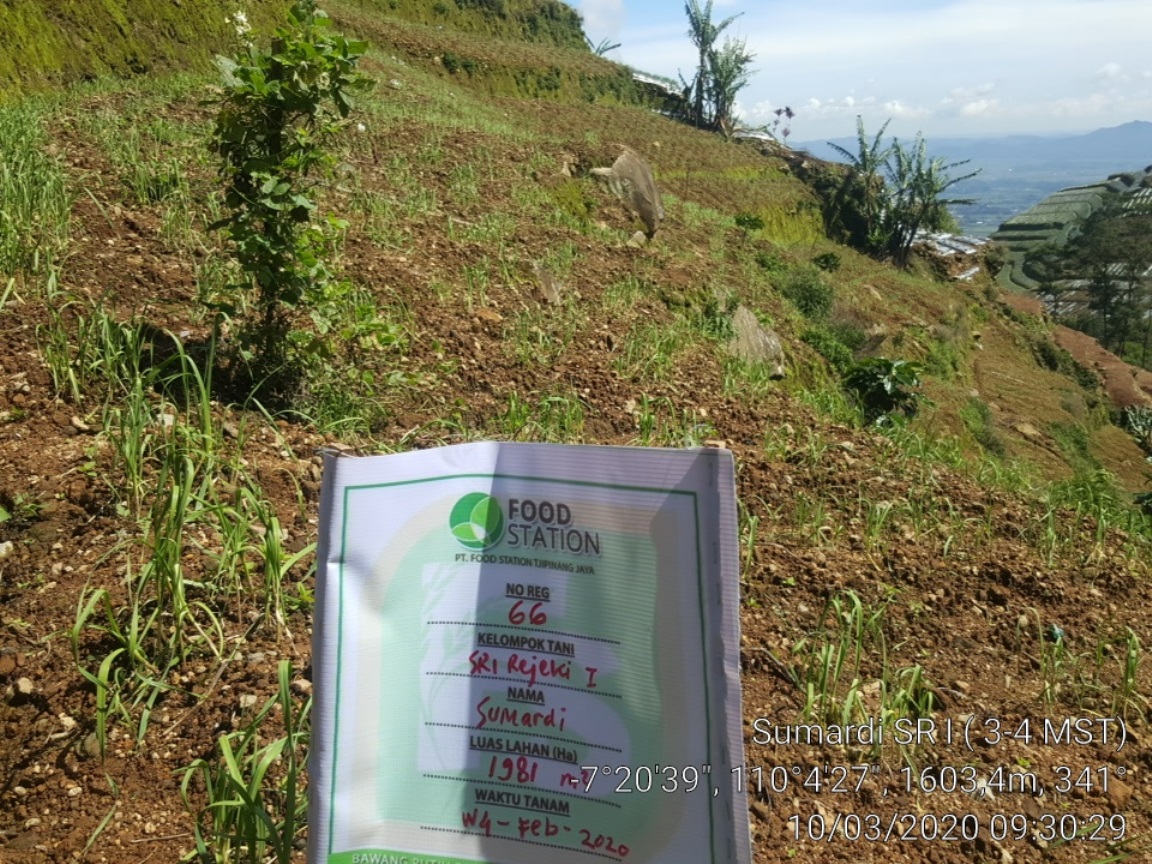 FOOD
STATION
PT. FOOD STATION TJIPINANG JAYA
NO REG
66
KELOMPOK TANI
SRI Rejeki I
NAMA
SUMardi
LUAS LAHAN (Ha)
1981 m²
WAKTU TANAM
W4 - Feb - 2020
BAWANG PUTIH
Sumardi SR I ( 3-4 MST)
-7°20'39", 110°4'27", 1603,4m, 341°
10/03/2020 09:30:29